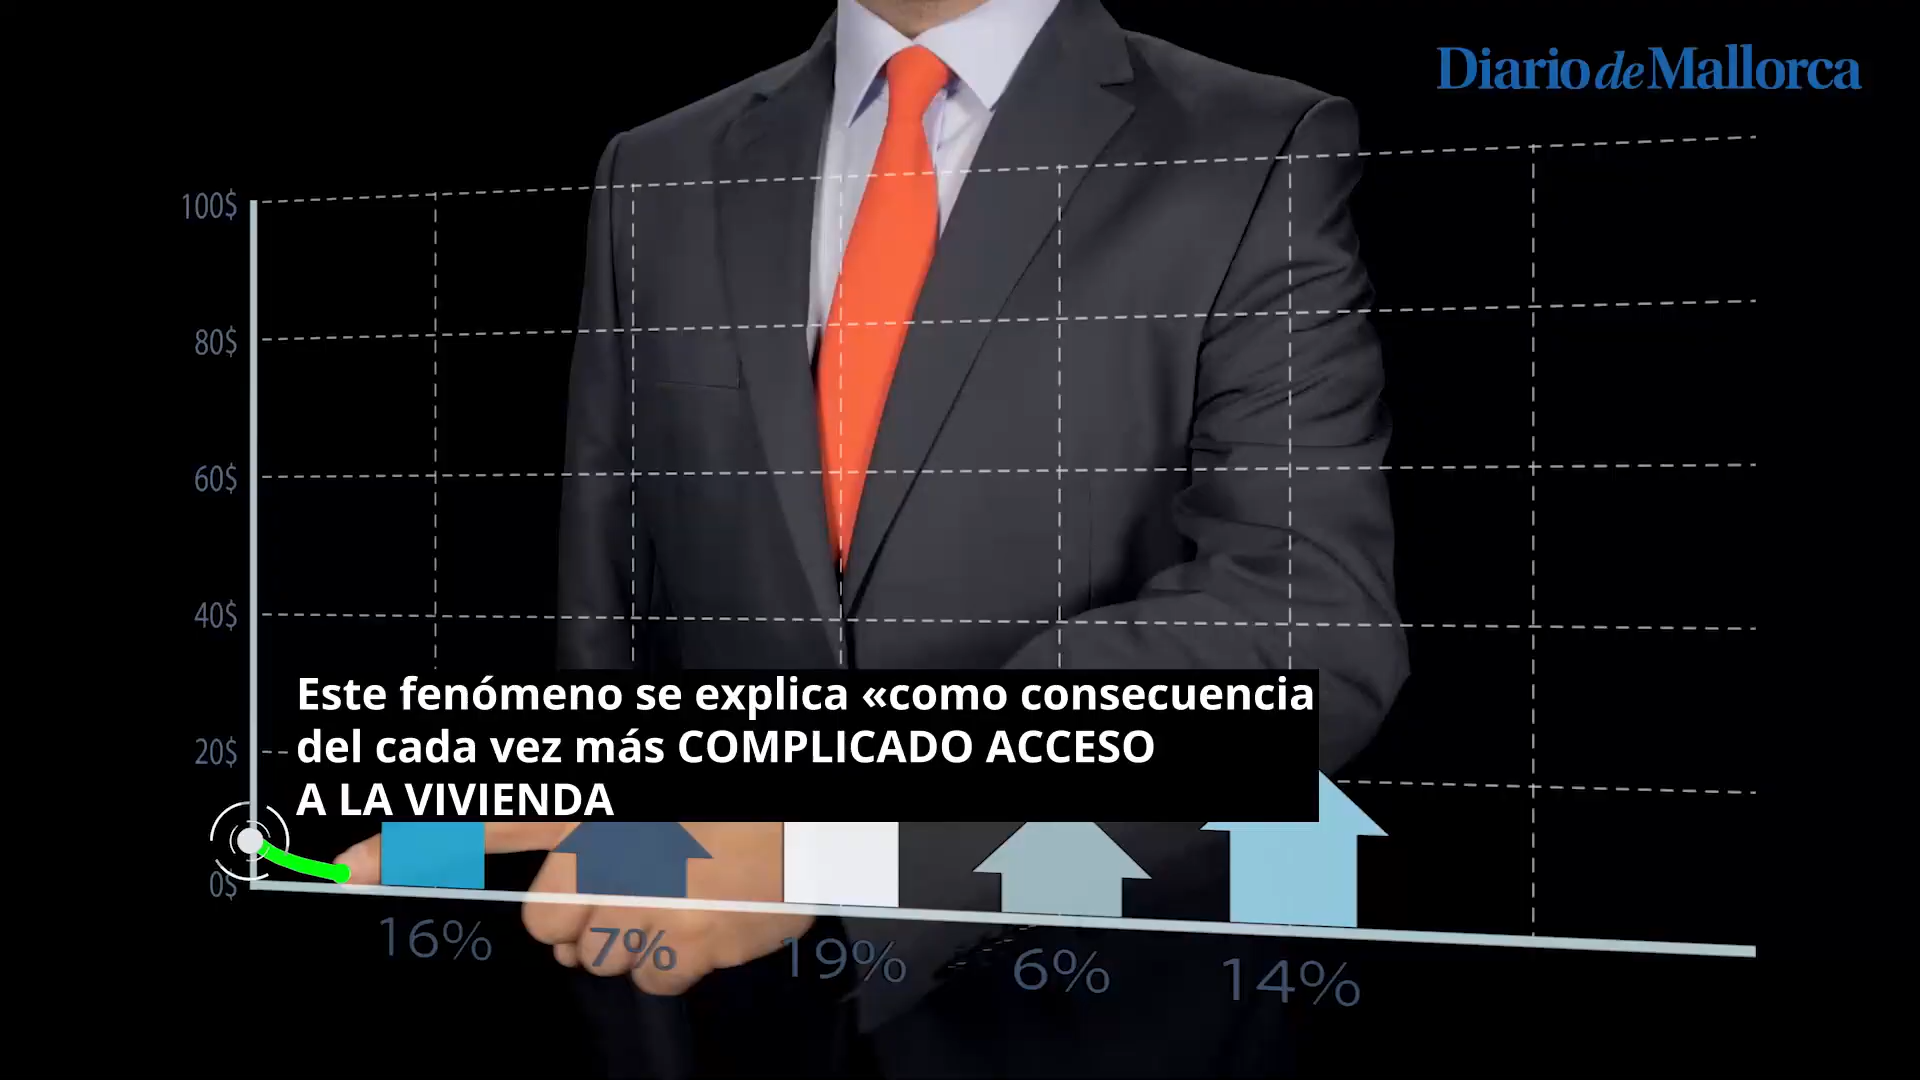 Diario de Mallorca
100$
80$
60$
40$
20$
0$
Este fenómeno se explica «como consecuencia
del cada vez más COMPLICADO ACCESO
A LA VIVIENDA
16%
7%
19%
6%
14%